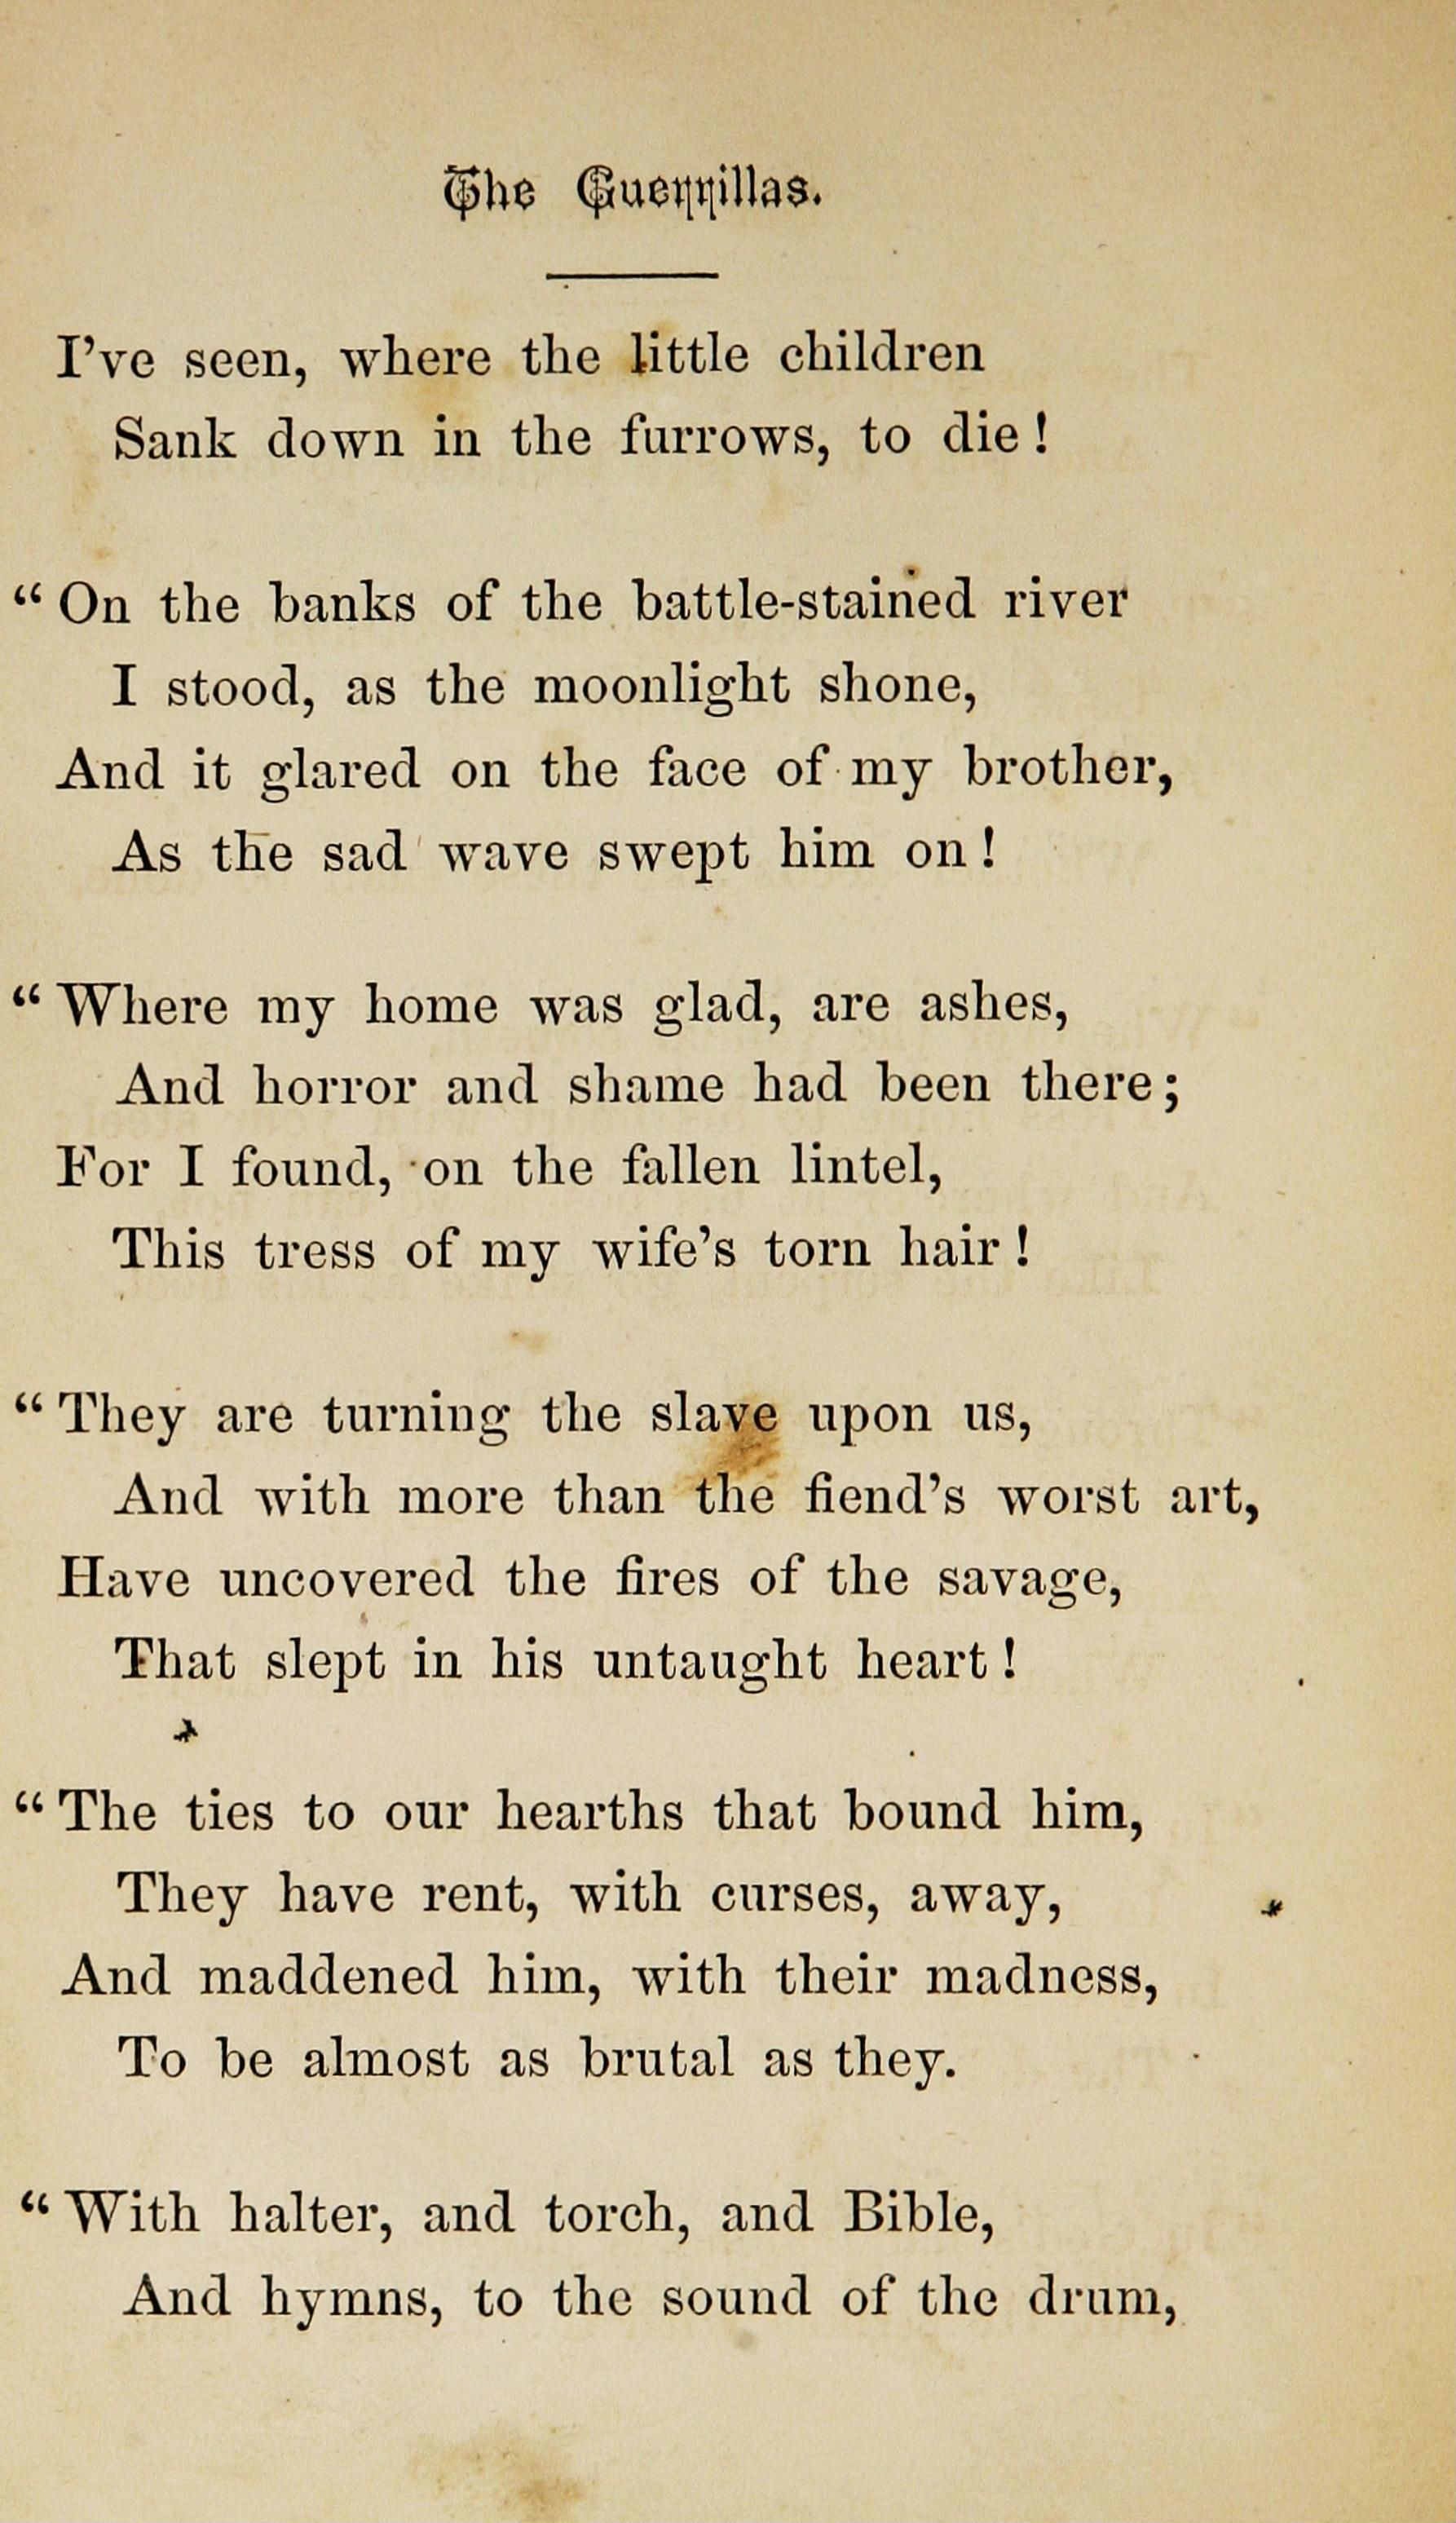 The Guerrillas.
I've seen, where the little children
Sank down in the furrows, to die!
“On the banks of the battle-stained river
I stood, as the moonlight shone,
And it glared on the face of my brother,
As the sad wave swept him on!
“Where my home was glad, are ashes,
And horror and shame had been there;
For I found, on the fallen lintel,
This tress of my wife's torn hair!
“They are turning the slave upon us,
And with more than the fiend's worst art,
Have uncovered the fires of the savage,
That slept in his untaught heart!
“The ties to our hearths that bound him,
They have rent, with curses, away,
And maddened him, with their madness,
To be almost as brutal as they.
“With halter, and torch, and Bible,
And hymns, to the sound of the drum,